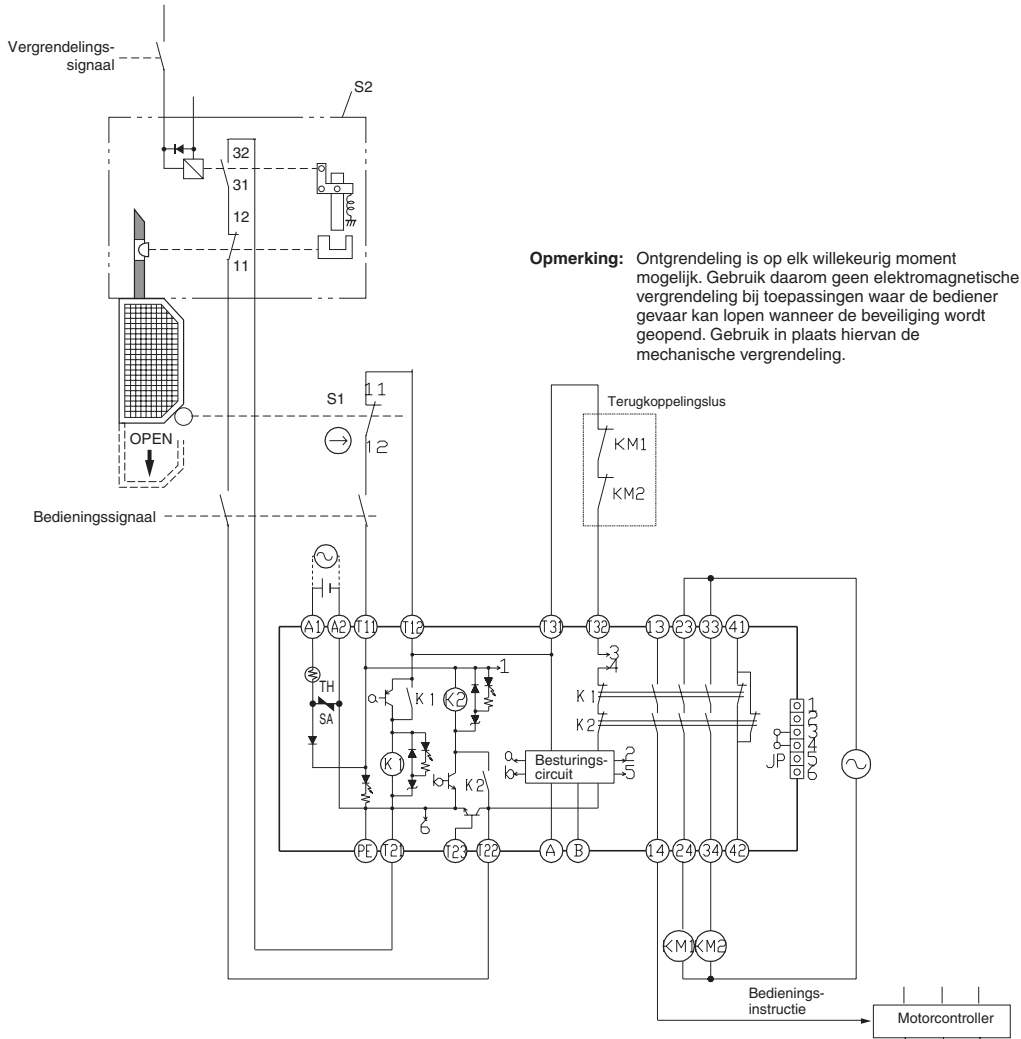 Vergrendelings-
signaal
S2
32
31
12
11
Opmerking: Ontgrendeling is op elk willekeurig moment
mogelijk. Gebruik daarom geen elektromagnetische
vergrendeling bij toepassingen waar de bediener
gevaar kan lopen wanneer de beveiliging wordt
geopend. Gebruik in plaats hiervan de
mechanische vergrendeling.
S1
11
12
Terugkoppelingslus
KM1
KM2
OPEN
Bedieningssignaal
A1 A2 T11 T12 T31 T32 13 23 33 41
TH
SA
a
K1
K2
1
3
4
K1
K2
K1
b
K2
6
a
b
Besturings-
circuit
2
5
JP
1
2
3
4
5
6
PE T21 T23 T22 A B 14 24 34 42
KM1 KM2
Bedienings-
instructie
Motorcontroller